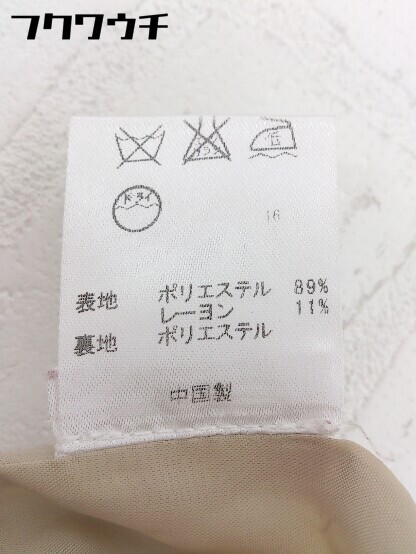 フクワウチ
低
ドライ
16
表地 ポリエステル 89%
レーヨン 11%
裏地 ポリエステル
中国製